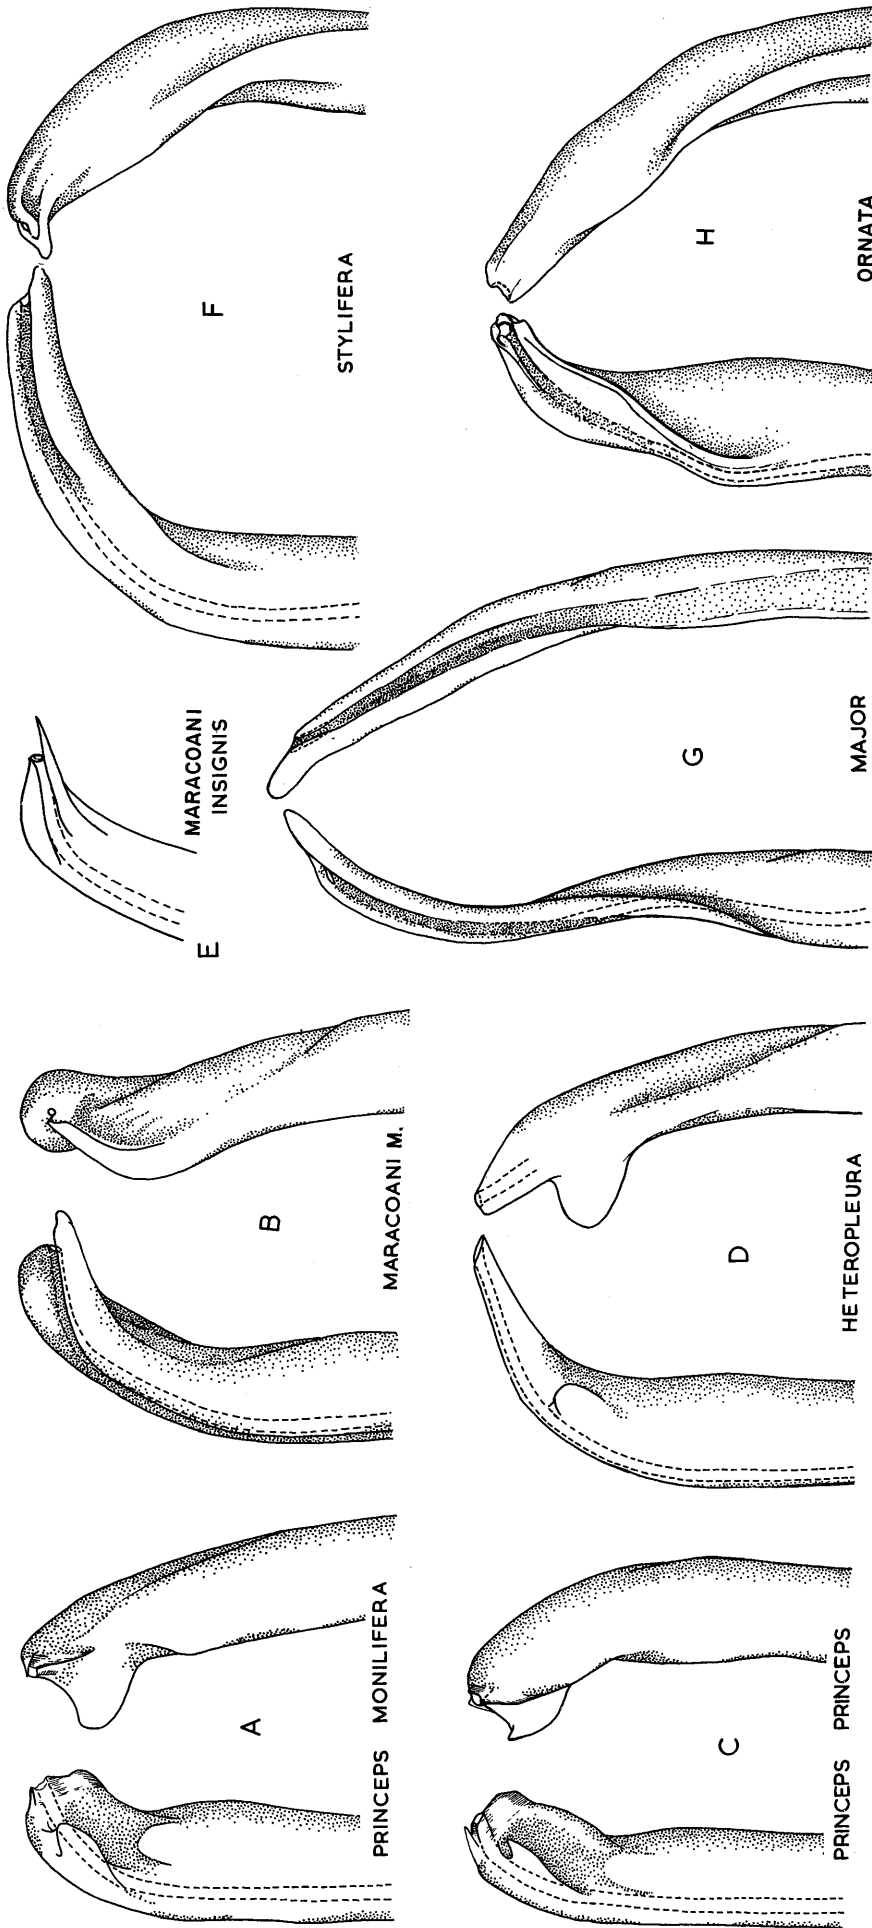 A
PRINCEPS MONILIFERA
B
MARACOANI M.
C
PRINCEPS PRINCEPS
D
HETEROPLEURA
E
MARACOANI
INSIGNIS
F
STYLIFERA
G
MAJOR
H
ORNATA